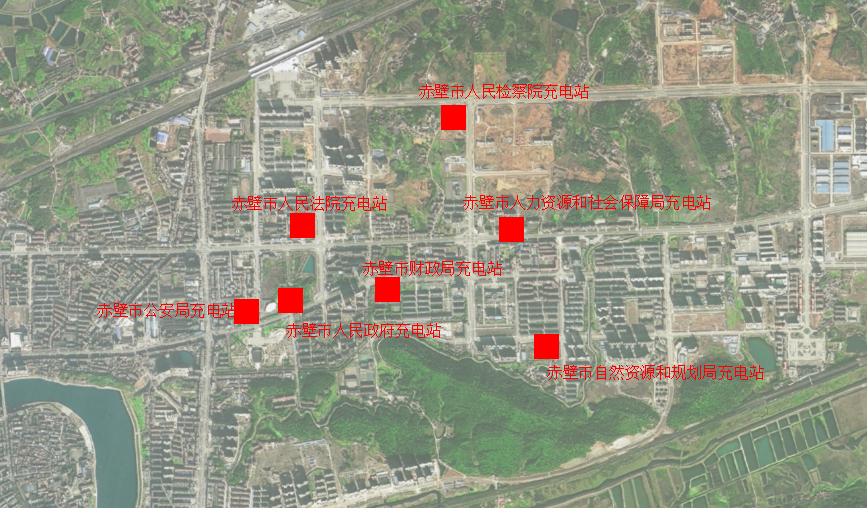 赤壁市人民检察院充电站
赤壁市人民法院充电站
赤壁市人力资源和社会保障局充电站
赤壁市财政局充电站
赤壁市公安局充电站
赤壁市人民政府充电站
赤壁市自然资源和规划局充电站